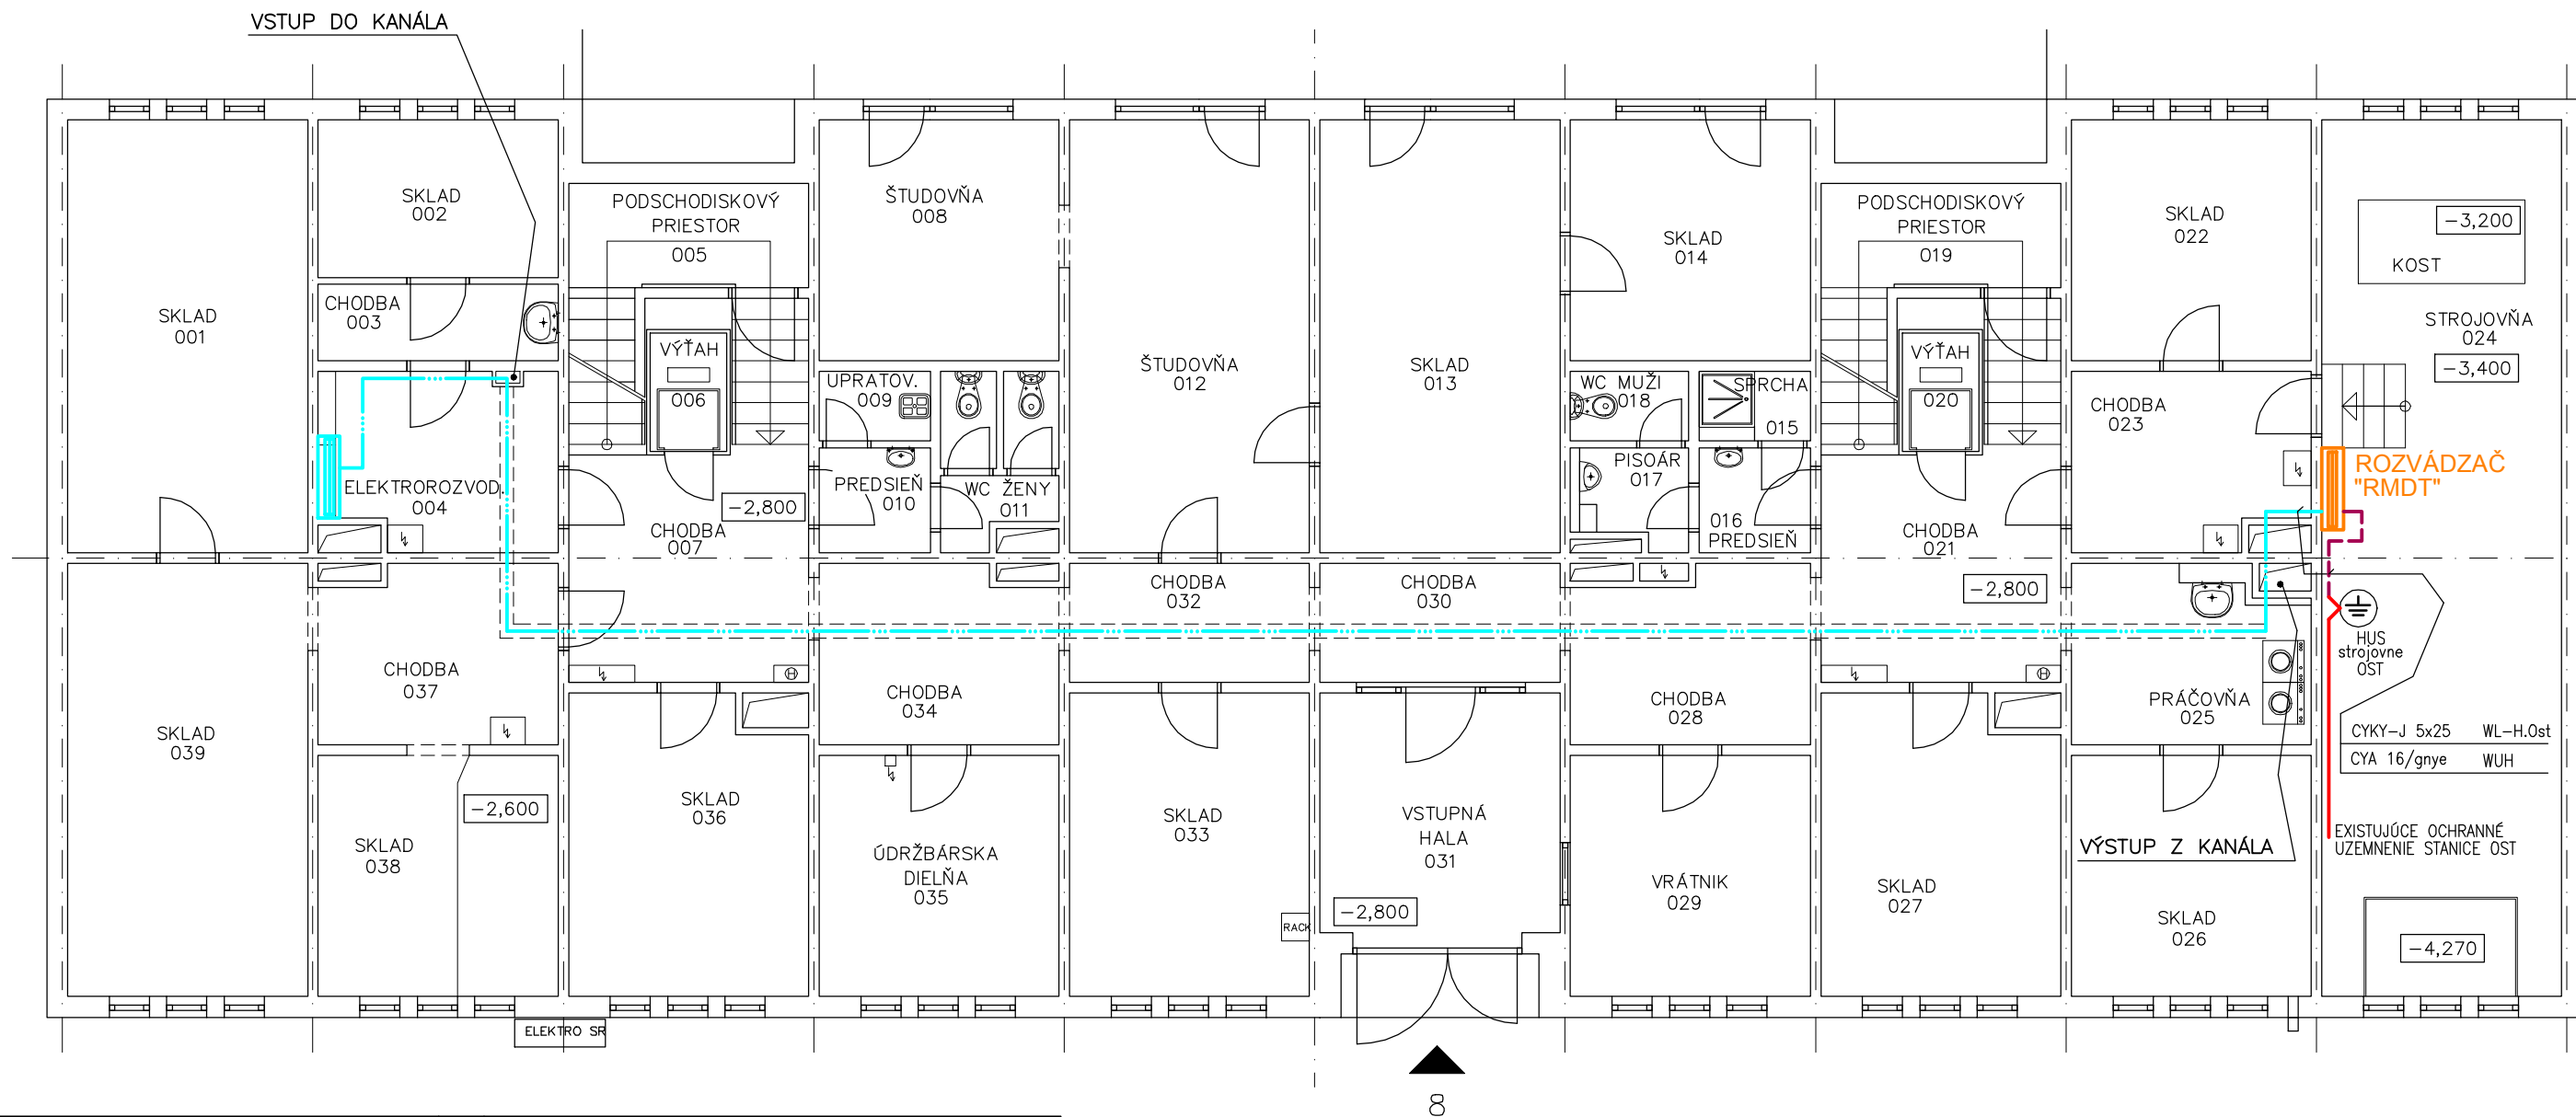 VSTUP DO KANÁLA
SKLAD
001
SKLAD
002
CHODBA
003
ELEKTROROZVOD.
004
PODSCHODISKOVÝ
PRIESTOR
005
VÝŤAH
006
CHODBA
007
-2,800
ŠTUDOVŇA
008
UPRATOV.
009
PREDSIEŇ
010
WC ŽENY
011
ŠTUDOVŇA
012
SKLAD
013
SKLAD
014
WC MUŽI
018
SPRCHA
015
PISOÁR
017
016
PREDSIEŇ
PODSCHODISKOVÝ
PRIESTOR
019
VÝŤAH
020
CHODBA
021
-2,800
SKLAD
022
CHODBA
023
-3,200
KOST
STROJOVŇA
024
-3,400
ROZVÁDZAČ
"RMDT"
SKLAD
039
CHODBA
037
SKLAD
038
-2,600
SKLAD
036
CHODBA
034
ÚDRŽBÁRSKA
DIELŇA
035
CHODBA
032
SKLAD
033
RACK
CHODBA
030
VSTUPNÁ
HALA
031
-2,800
CHODBA
028
VRÁTNIK
029
SKLAD
027
PRÁČOVŇA
025
SKLAD
026
VÝSTUP Z KANÁLA
HUS
strojovne
OST
CYKY-J 5x25 WL-H.Ost
CYA 16/gnye WUH
EXISTUJÚCE OCHRANNÉ
UZEMNENIE STANICE OST
-4,270
ELEKTRO SR
8